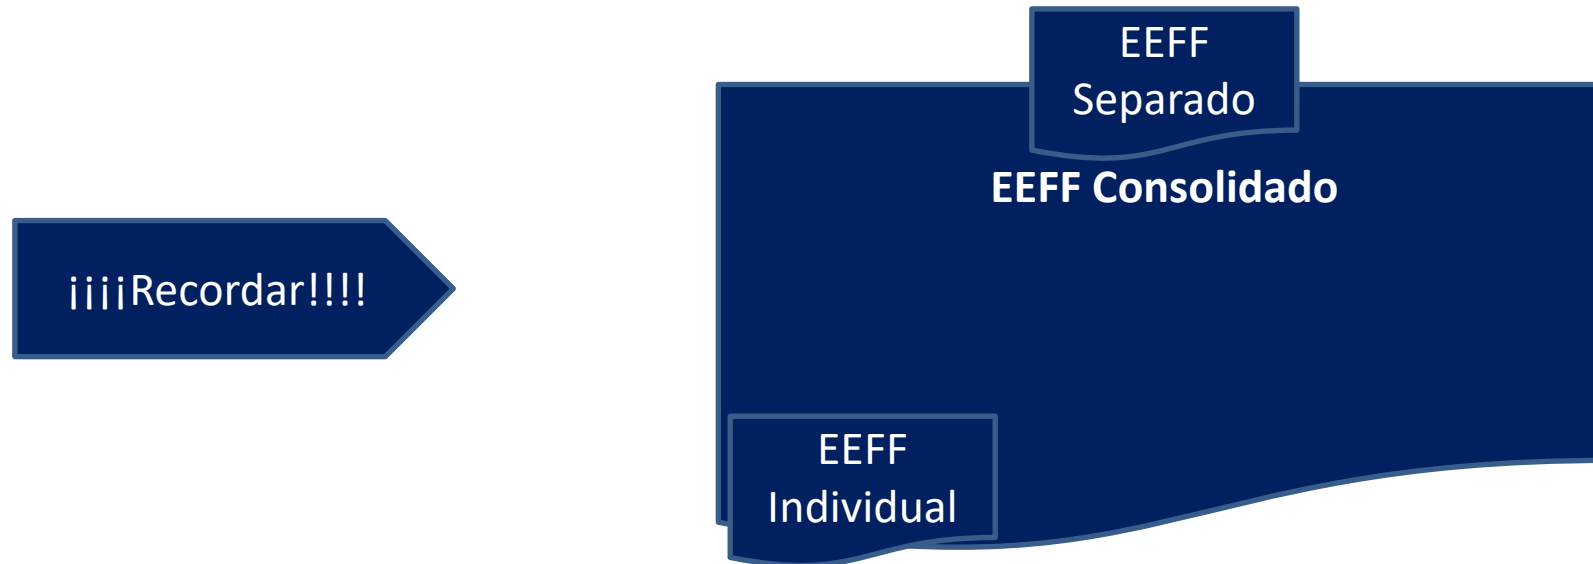 EEFF
Separado
EEFF Consolidado
¡¡¡¡Recordar!!!!
EEFF
Individual